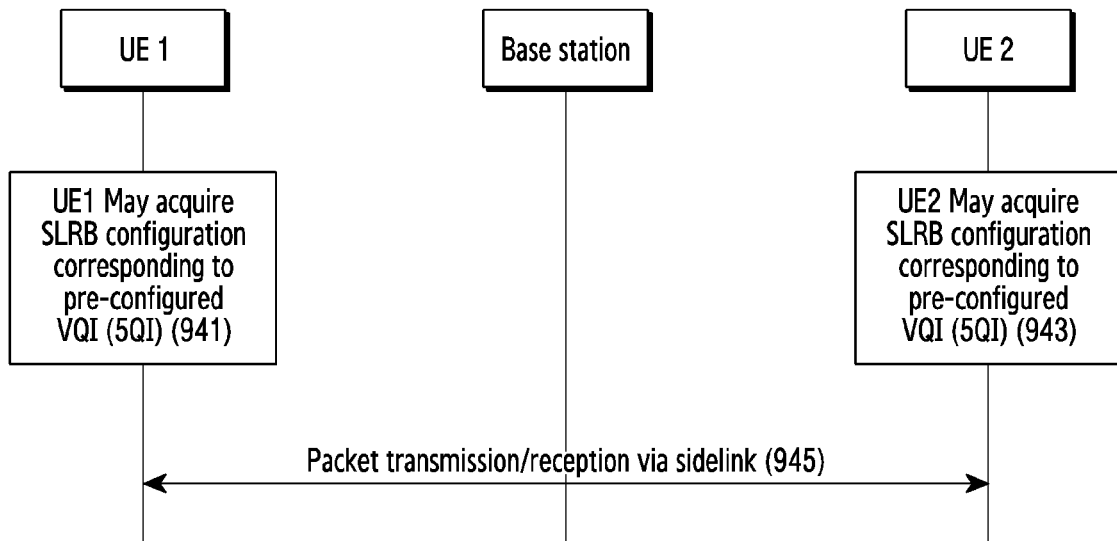 UE 1
Base station
UE 2
UE1 May acquire
SLRB configuration
corresponding to
pre-configured
VQI (5QI) (941)
UE2 May acquire
SLRB configuration
corresponding to
pre-configured
VQI (5QI) (943)
Packet transmission/reception via sidelink (945)